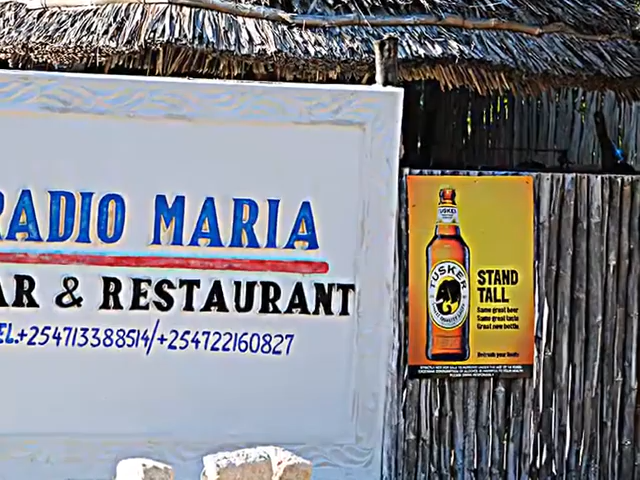 RADIO MARIA
AR & RESTAURANT
EL.+254713388514/+254722160827
TUSKER
TUSKER
STAND
TALL
Same great beer
Same great taste
Great new bottle.